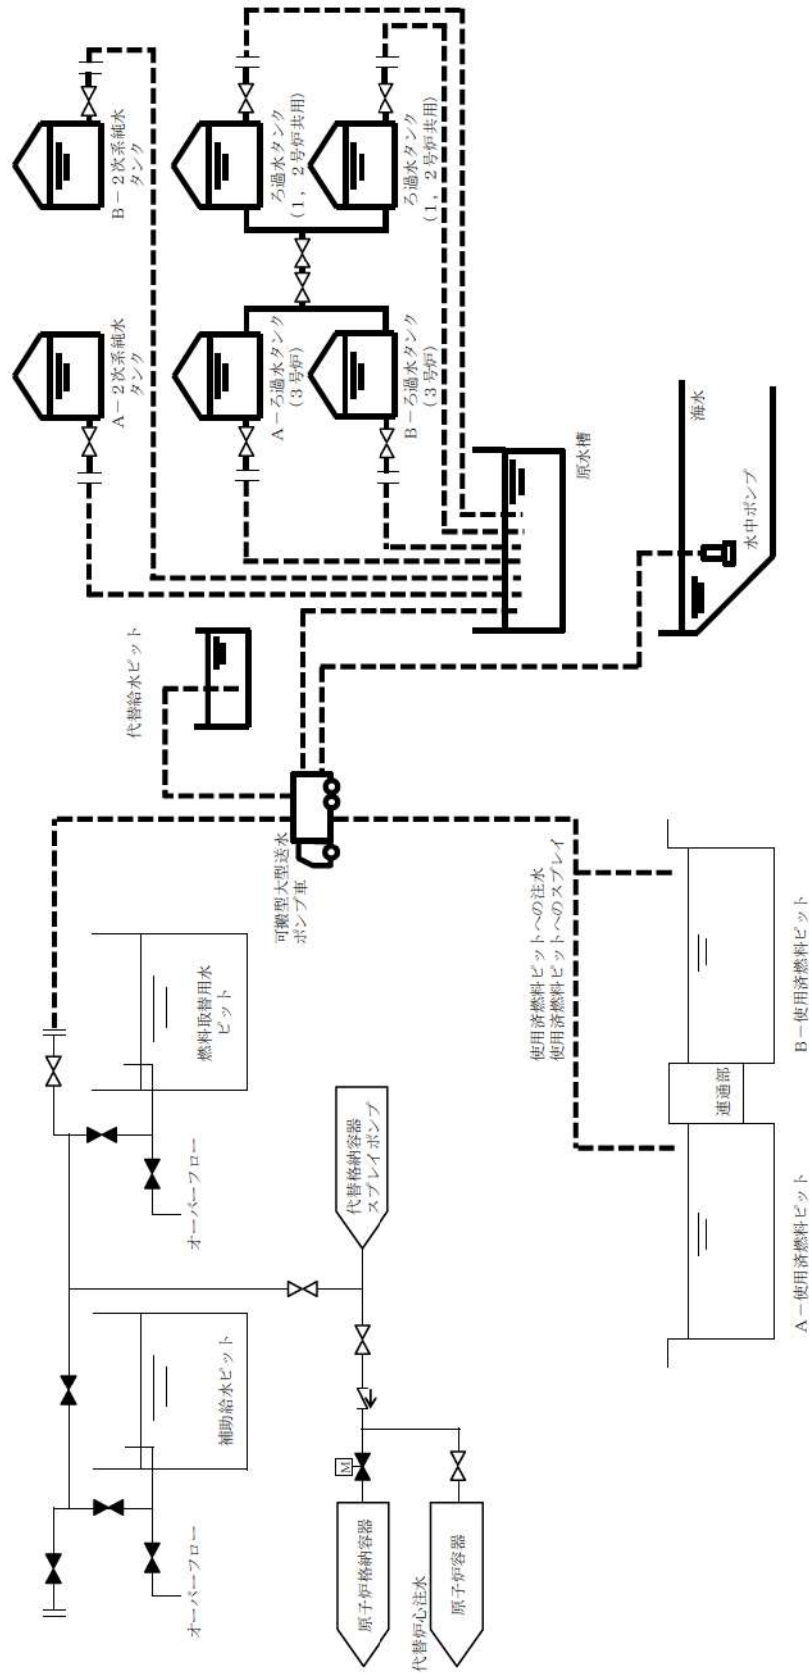 オーバーフロー
補助給水ピット
オーバーフロー
燃料取替用水
ピット
代替給水ピット
A－2次系純水
タンク
B－2次系純水
タンク
可搬型大型送水
ポンプ車
A－ろ過水タンク
(3号炉)
ろ過水タンク
(1，2号炉共用)
B－ろ過水タンク
(3号炉)
ろ過水タンク
(1，2号炉共用)
M
原子炉格納容器
代替格納容器
スプレイポンプ
代替炉心注水
原子炉容器
使用済燃料ピットへの注水
使用済燃料ピットへのスプレイ
原水槽
海水
水中ポンプ
連通部
A－使用済燃料ピット
B－使用済燃料ピット